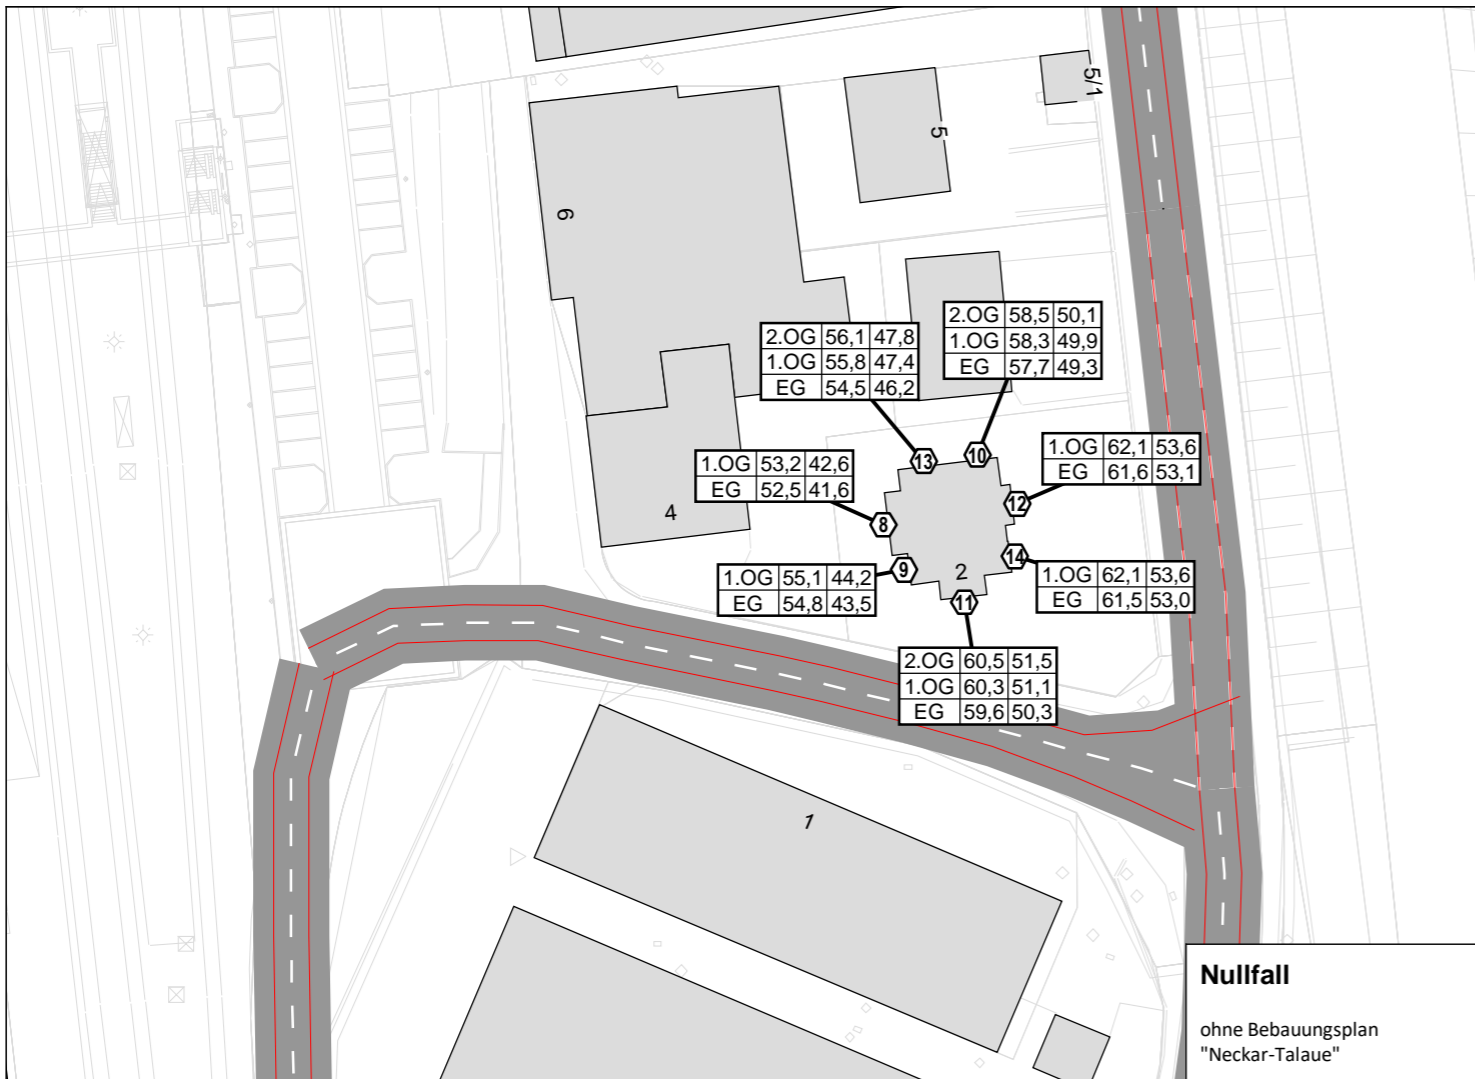 5/1
5
6
2.OG 58,5 50,1
1.OG 58,3 49,9
EG 57,7 49,3
2.OG 56,1 47,8
1.OG 55,8 47,4
EG 54,5 46,2
1.OG 62,1 53,6
EG 61,6 53,1
1.OG 53,2 42,6
EG 52,5 41,6
13
10
12
4
8
14
9
2
1.OG 55,1 44,2
EG 54,8 43,5
1.OG 62,1 53,6
EG 61,5 53,0
11
2.OG 60,5 51,5
1.OG 60,3 51,1
EG 59,6 50,3
1
Nullfall
ohne Bebauungsplan
"Neckar-Talaue"